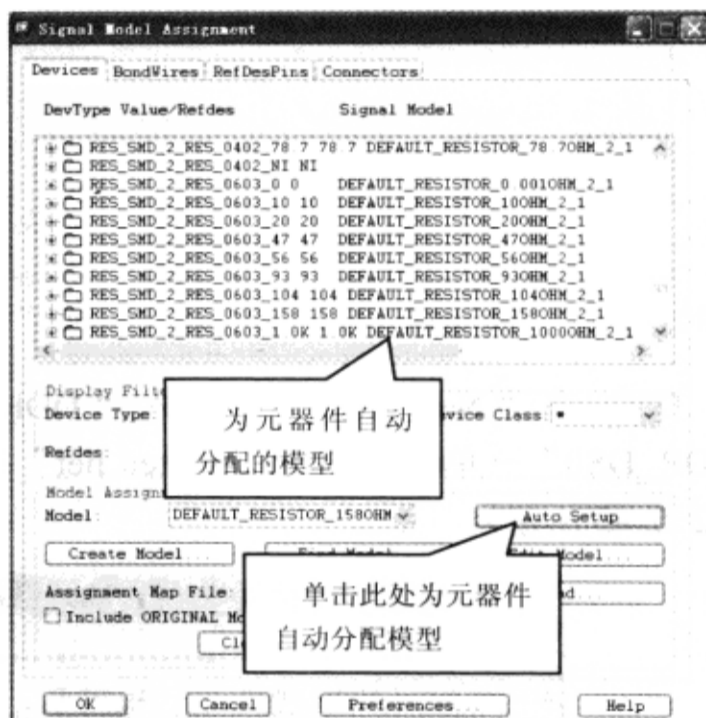 Signal Model Assignment
Devices BondWires RefDesPins Connectors
DevType Value/Refdes Signal Model
RES_SMD_2_RES_0402_78 7 78.7 DEFAULT_RESISTOR_78 7OHM_2_1
RES_SMD_2_RES_0402_NI NI
RES_SMD_2_RES_0603_0 0 DEFAULT_RESISTOR_0 001OHM_2_1
RES_SMD_2_RES_0603_10 10 DEFAULT_RESISTOR_10OHM_2_1
RES_SMD_2_RES_0603_20 20 DEFAULT_RESISTOR_20OHM_2_1
RES_SMD_2_RES_0603_47 47 DEFAULT_RESISTOR_47OHM_2_1
RES_SMD_2_RES_0603_56 56 DEFAULT_RESISTOR_56OHM_2_1
RES_SMD_2_RES_0603_93 93 DEFAULT_RESISTOR_93OHM_2_1
RES_SMD_2_RES_0603_104 104 DEFAULT_RESISTOR_104OHM_2_1
RES_SMD_2_RES_0603_158 158 DEFAULT_RESISTOR_158OHM_2_1
RES_SMD_2_RES_0603_1 0K 1 0K DEFAULT_RESISTOR_1000OHM_2_1
Display
Device Type: Class: *
为元器件自动
分配的模型
Refdes:
Model
Model: DEFAULT_RESISTOR_158OHM Auto Setup
Create Model... Model...
Assignment Map File:
单击此处为元器件
自动分配模型
Include ORIGINAL
OK Cancel Preferences... Help